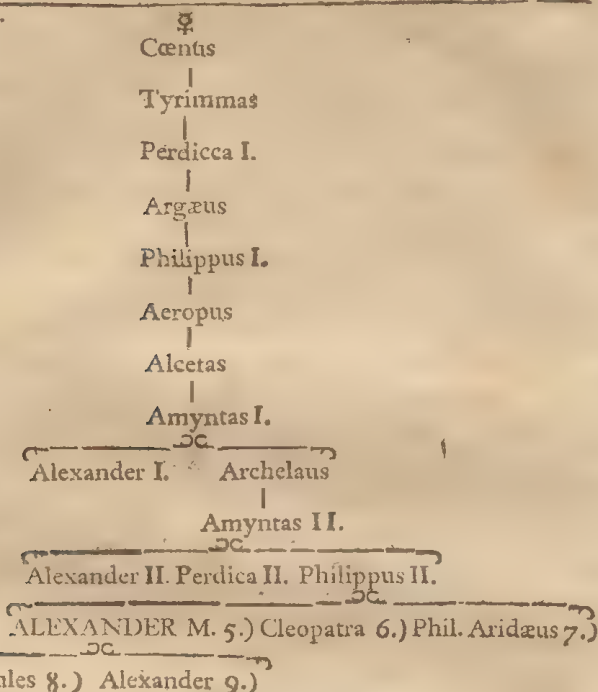 Cœnus
Tyrimmas
Perdicca I.
Argæus
Philippus I.
Aeropus
Alcetas
Amyntas I.
Alexander I. Archelaus
Amyntas II.
Alexander II. Perdica II. Philippus II.
ALEXANDER M. 5.) Cleopatra 6.) Phil. Aridæus 7.)
8.) Alexander 9.)